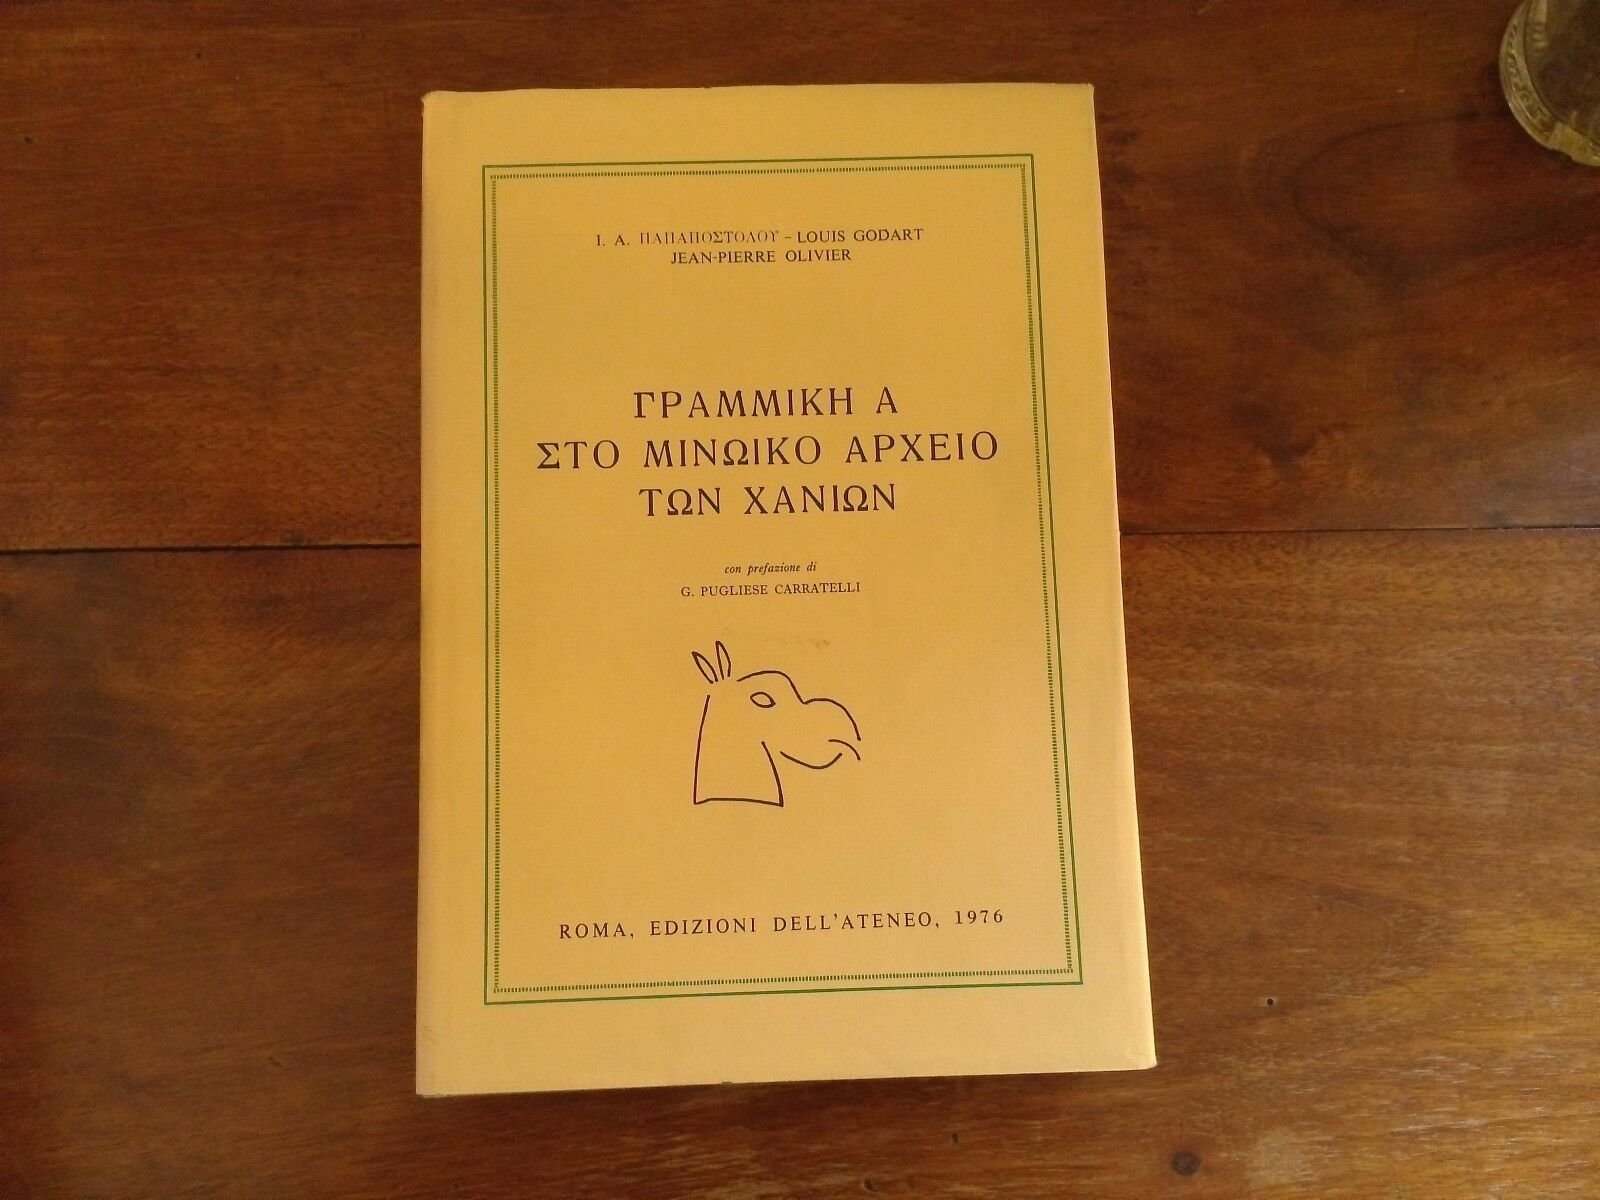 Ι. Α. ΠΑΠΑΠΟΣΤΟΛΟΥ – LOUIS GODART
JEAN-PIERRE OLIVIER
ΓΡΑΜΜΙΚΗ Α
ΣΤΟ ΜΙΝΩΙΚΟ ΑΡΧΕΙΟ
ΤΩΝ ΧΑΝΙΩΝ
con prefazione di
G. PUGLIESE CARRATELLI
ROMA, EDIZIONI DELL'ATENEO, 1976